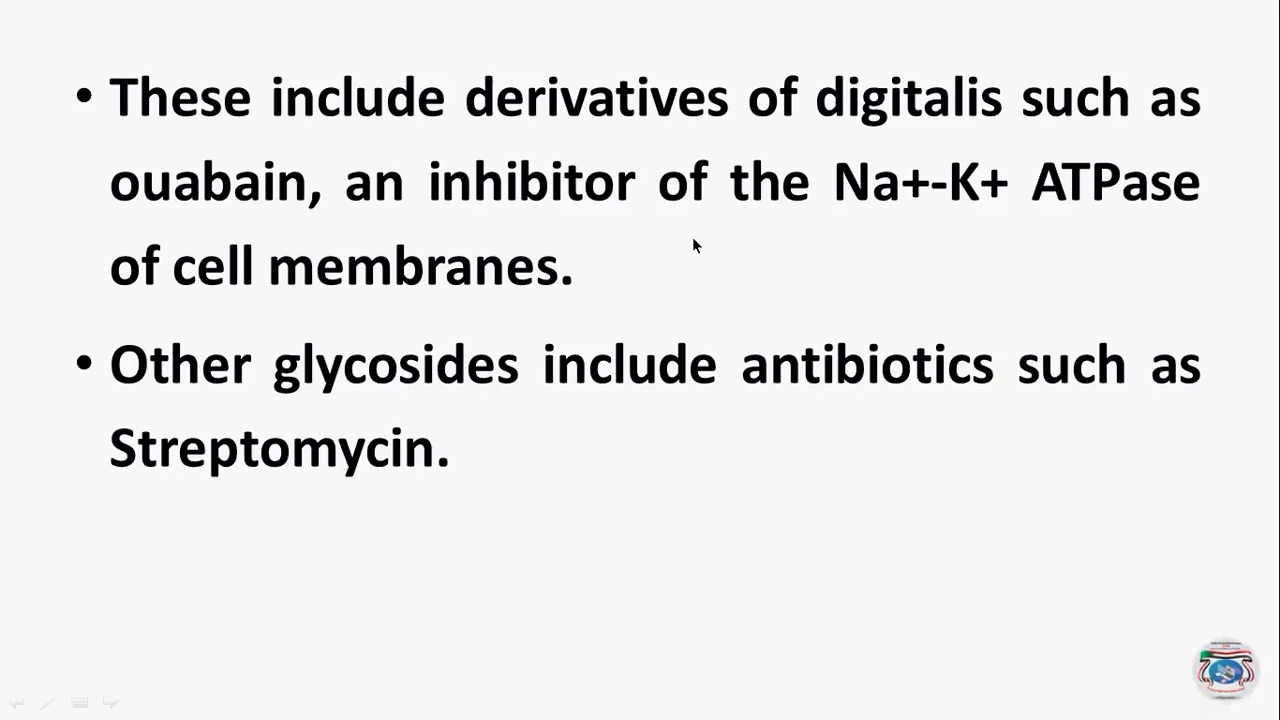 • These include derivatives of digitalis such as
ouabain, an inhibitor of the Na+-K+ ATPase
of cell membranes.
• Other glycosides include antibiotics such as
Streptomycin.